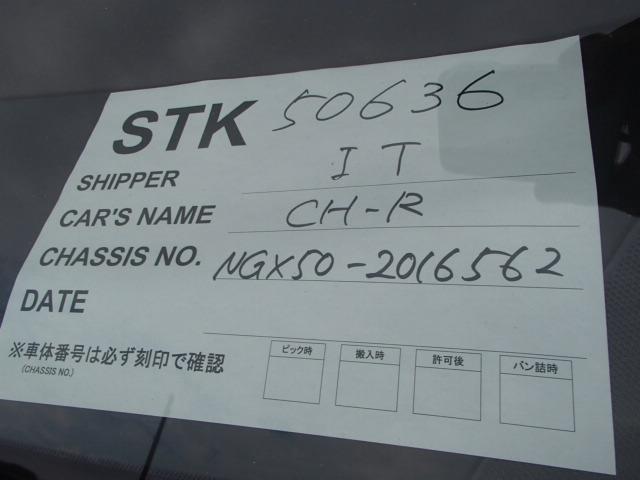 STK 50636
SHIPPER IT
CAR'S NAME CH-R
CHASSIS NO. NGX50-2016562
DATE
※車体番号は必ず刻印で確認
(CHASSIS NO.)
ピック時 搬入時 許可後 バン詰時